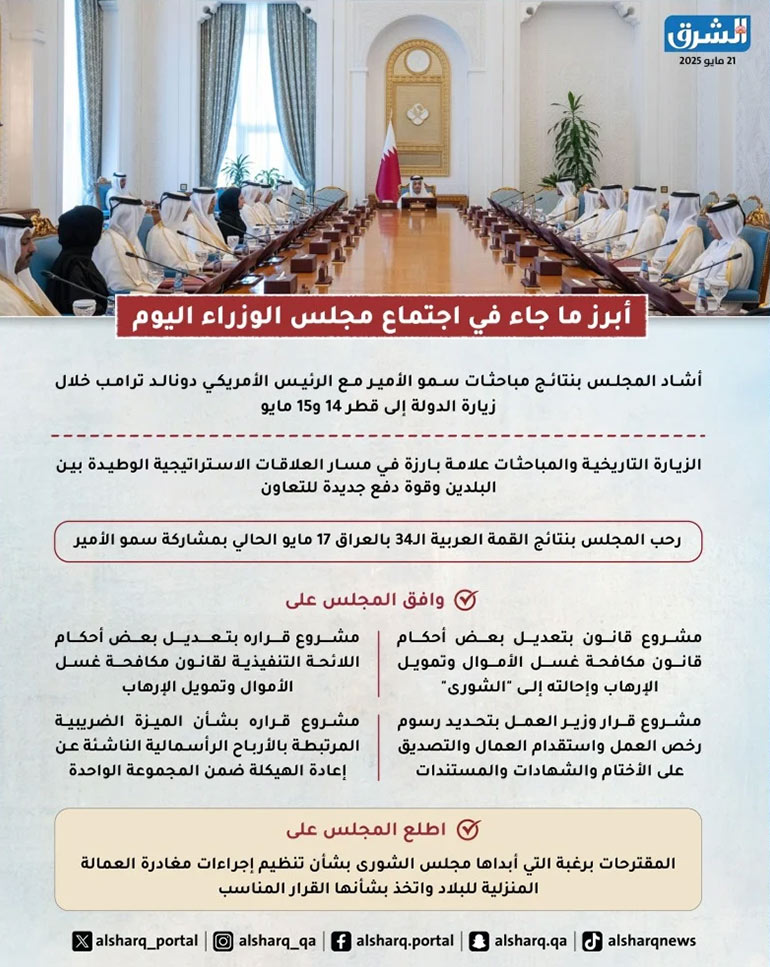 الشرق
21 مايو 2025
أبرز ما جاء في اجتماع مجلس الوزراء اليوم
أشاد المجلس بنتائج مباحثات سمو الأمير مع الرئيس الأمريكي دونالد ترامب خلال
زيارة الدولة إلى قطر 14 و15 مايو
الزيارة التاريخية والمباحثات علامة بارزة في مسار العلاقات الاستراتيجية الوطيدة بين
البلدين وقوة دفع جديدة للتعاون
رحب المجلس بنتائج القمة العربية الـ34 بالعراق 17 مايو الحالي بمشاركة سمو الأمير
وافق المجلس على
مشروع قانون بتعديل بعض أحكام
قانون مكافحة غسل الأموال وتمويل
الإرهاب وإحالته إلى "الشورى"
مشروع قراره بتعديل بعض أحكام
اللائحة التنفيذية لقانون مكافحة غسل
الأموال وتمويل الإرهاب
مشروع قرار وزير العمل بتحديد رسوم
رخص العمل واستقدام العمال والتصديق
على الأختام والشهادات والمستندات
مشروع قراره بشأن الميزة الضريبية
المرتبطة بالأرباح الرأسمالية الناشئة عن
إعادة الهيكلة ضمن المجموعة الواحدة
اطلع المجلس على
المقترحات برغبة التي أبداها مجلس الشورى بشأن تنظيم إجراءات مغادرة العمالة
المنزلية للبلاد واتخذ بشأنها القرار المناسب
alsharq_portal | alsharq_qa | alsharq.portal | alsharq.qa | alsharqnews